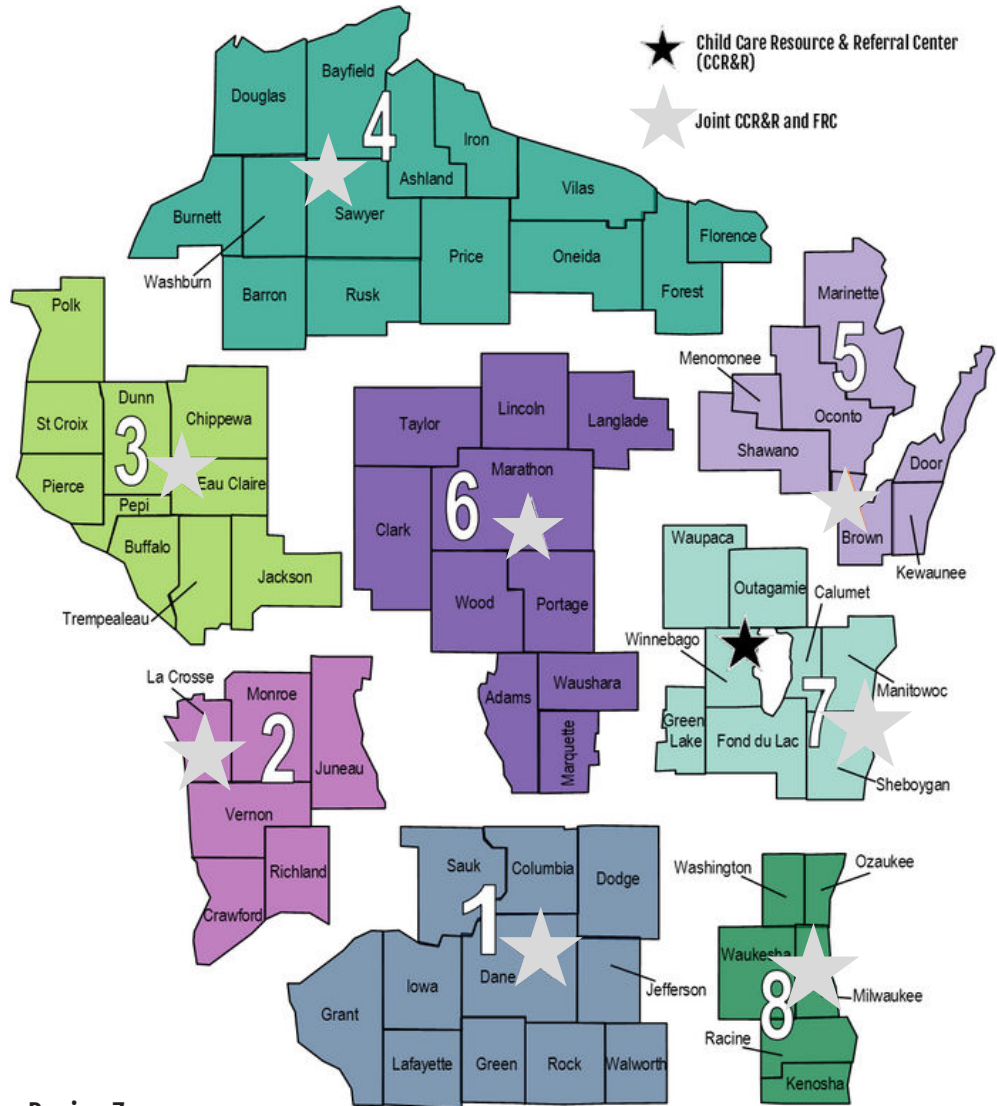 Child Care Resource & Referral Center
(CCR&R)
Joint CCR&R and FRC
4
Douglas
Bayfield
Iron
Ashland
Vilas
Burnett
Sawyer
Washburn
Price
Oneida
Florence
Barron
Rusk
Forest
3
Polk
Dunn
St Croix
Chippewa
Pierce
Eau Claire
Pepi
Buffalo
Jackson
Trempealeau
6
Lincoln
Taylor
Langlade
Marathon
Clark
Wood
Portage
Adams
Waushara
Marquette
5
Marinette
Menomonee
Oconto
Shawano
Door
Brown
Kewaunee
7
Waupaca
Outagamie
Calumet
Winnebago
Manitowoc
Green
Lake
Fond du Lac
Sheboygan
2
La Crosse
Monroe
Juneau
Vernon
Richland
Crawford
1
Sauk
Columbia
Dodge
Dane
Iowa
Jefferson
Grant
Lafayette
Green
Rock
Walworth
8
Washington
Ozaukee
Waukesha
Milwaukee
Racine
Kenosha